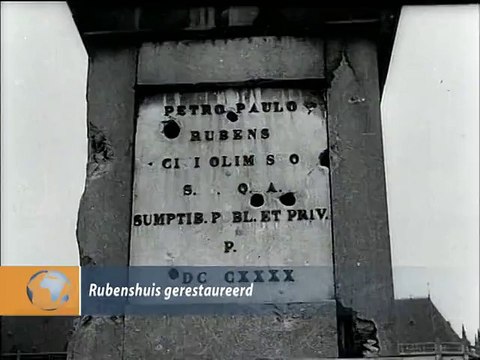 PETRO PAULO
RUBENS
CI I OLIM S O
S. . Q. A.
SUMPTIB. P BL. ET PRIV.
P.
DC CXXXX
Rubenshuis gerestaureerd